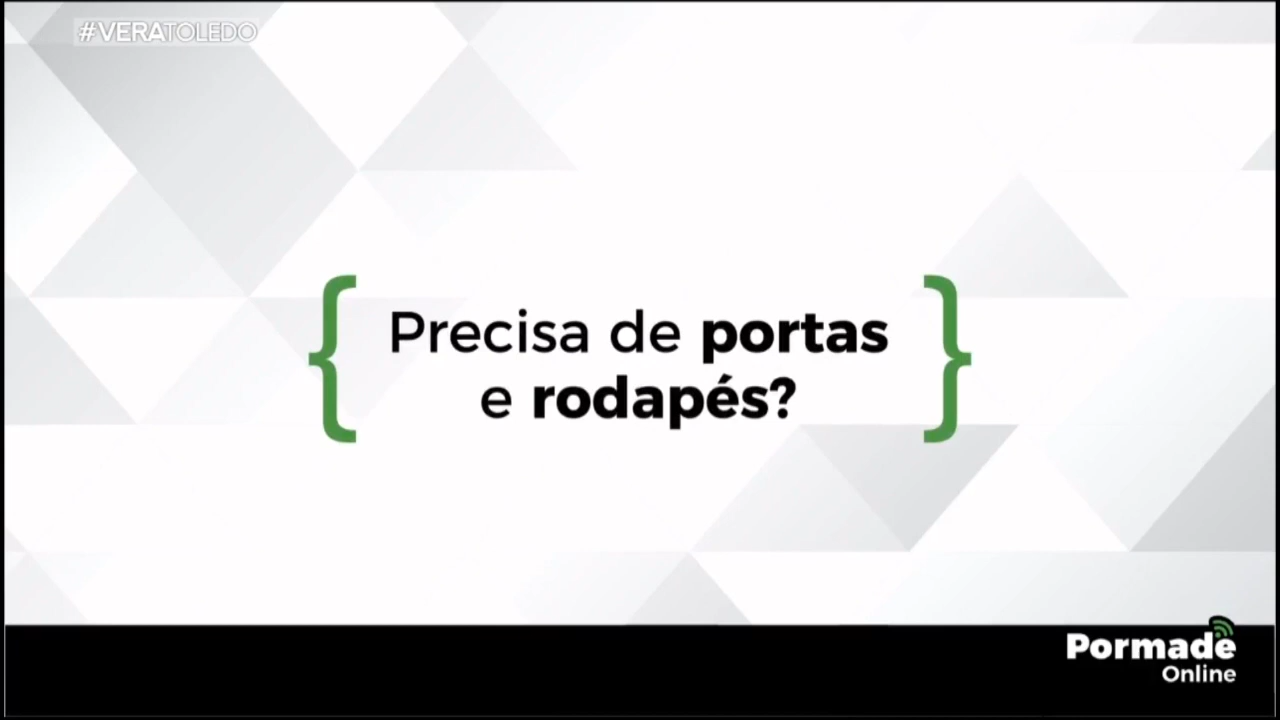 #VERATOLEDO
Precisa de portas
e rodapés?
Pormade
Online